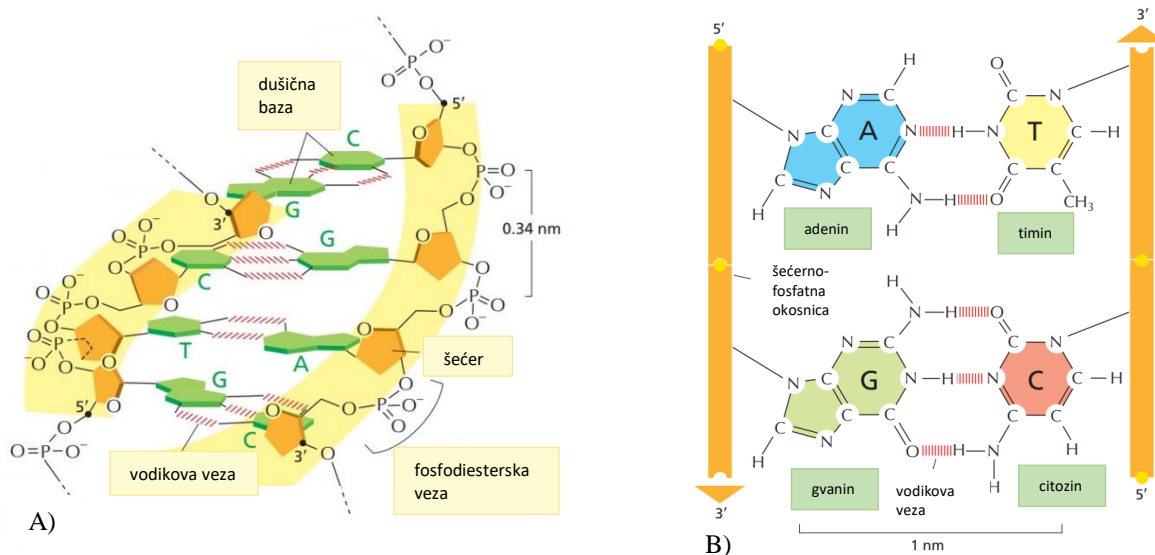 dušična
baza
5′
C
G
3′
0.34 nm
G
C
T
A
šećer
G
5′
C
3′
vodikova veza
fosfodiesterska
veza
A)
O
P
O⁻
O
O
O
P
O
O⁻
O
O
O
O⁻
O
P
O
O
O
O
O⁻
P
O
O
O
O
O
P
O⁻
O
O
O
P
O⁻
O
O
O
O
P
O⁻
O
O
O
O
P
O⁻
O
5′
3′
H
O
N
C
C
N
N
C
A
N
H
N
T
C
H
C
C
C
C
C
H
N
C
N
H
O
CH₃
H
H
adenin
timin
šećerno-
fosfatna
okosnica
H
N
H
O
N
C
C
N
N
C
G
N
H
N
C
C
H
C
C
C
C
C
H
N
C
H
O
H
N
H
gvanin
vodikova
veza
citozin
3′
5′
B)
1 nm